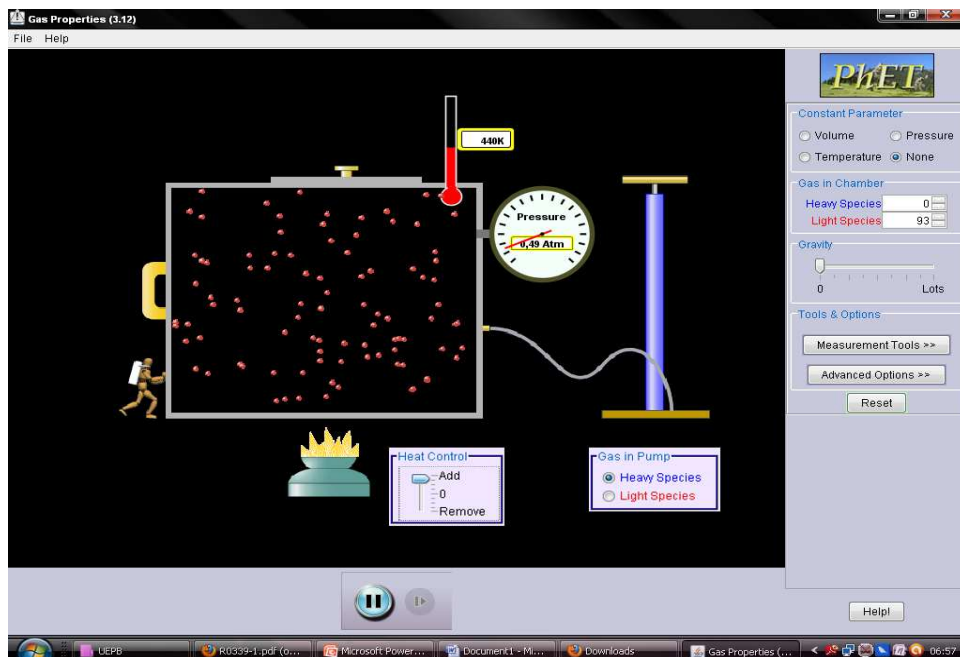 Gas Properties (3.12)
File Help
PhET
Constant Parameter
Volume Pressure
Temperature None
Gas in Chamber
Heavy Species 0
Light Species 93
Gravity
0 Lots
Tools & Options
Measurement Tools >>
Advanced Options >>
Reset
440K
Pressure
0,49 Atm
Heat Control
Add
0
Remove
Gas in Pump
Heavy Species
Light Species
Help!
UEPB R0339-1.pdf (o... Microsoft Power... Document1 - Mi... Downloads Gas Properties (... < 06:57